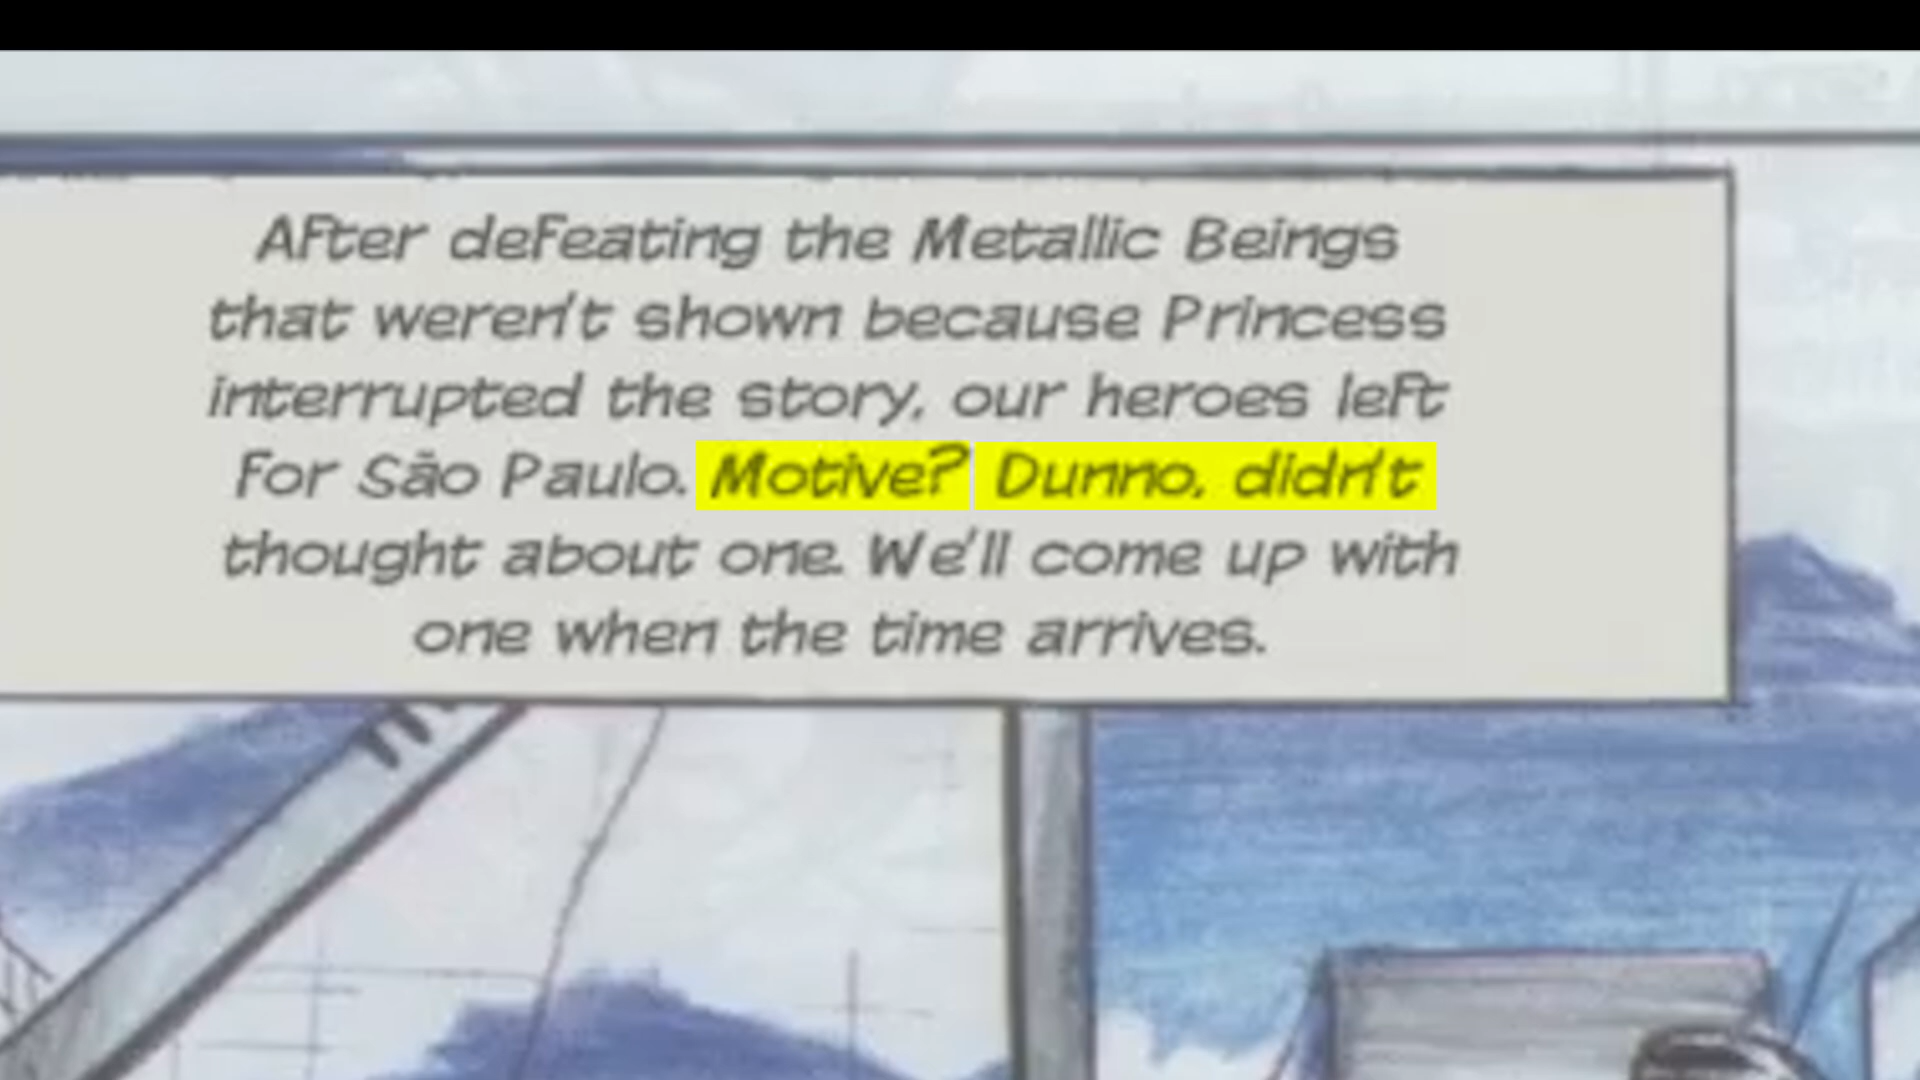 After defeating the Metallic Beings
that weren't shown because Princess
interrupted the story, our heroes left
for São Paulo. Motive? Dunno, didn't
thought about one. We'll come up with
one when the time arrives.